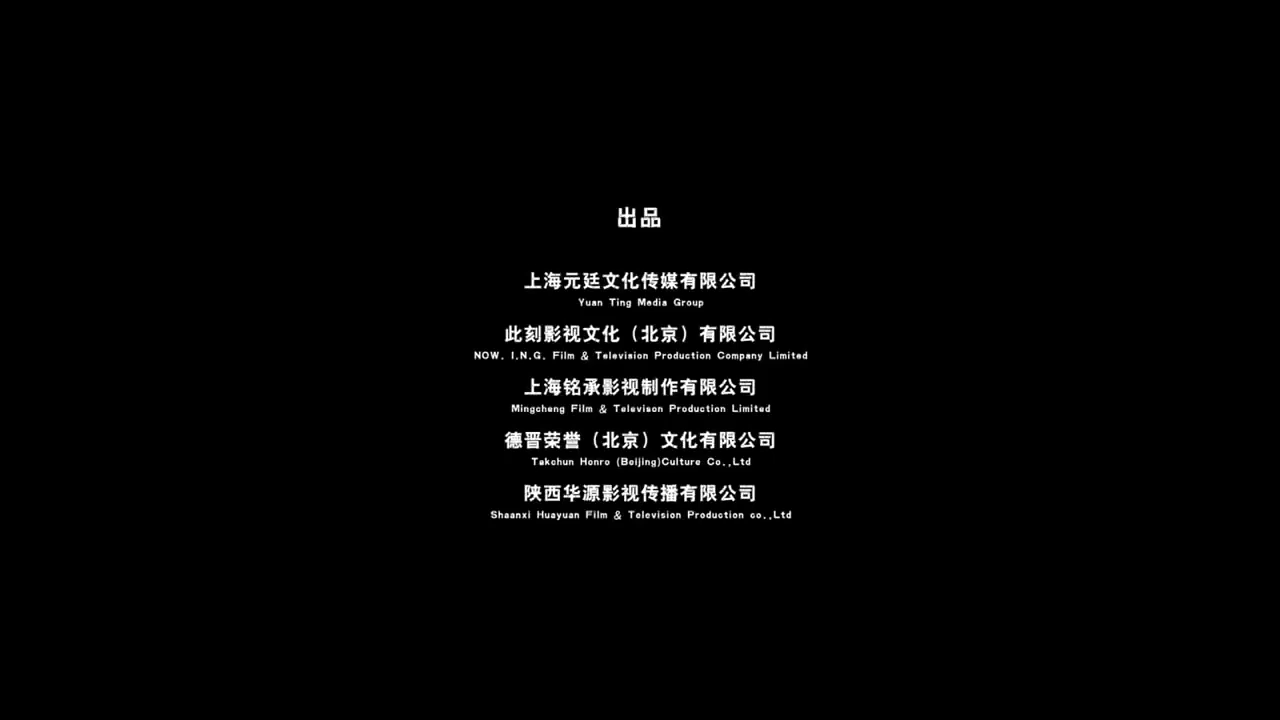 出品
上海元廷文化传媒有限公司
Yuan Ting Media Group
此刻影视文化（北京）有限公司
NOW. I.N.G. Film & Television Production Company Limited
上海铭承影视制作有限公司
Mingcheng Film & Televison Production Limited
德晋荣誉（北京）文化有限公司
Takchun Honro (Beijing)Culture Co.,Ltd
陕西华源影视传播有限公司
Shaanxi Huayuan Film & Television Production co.,Ltd